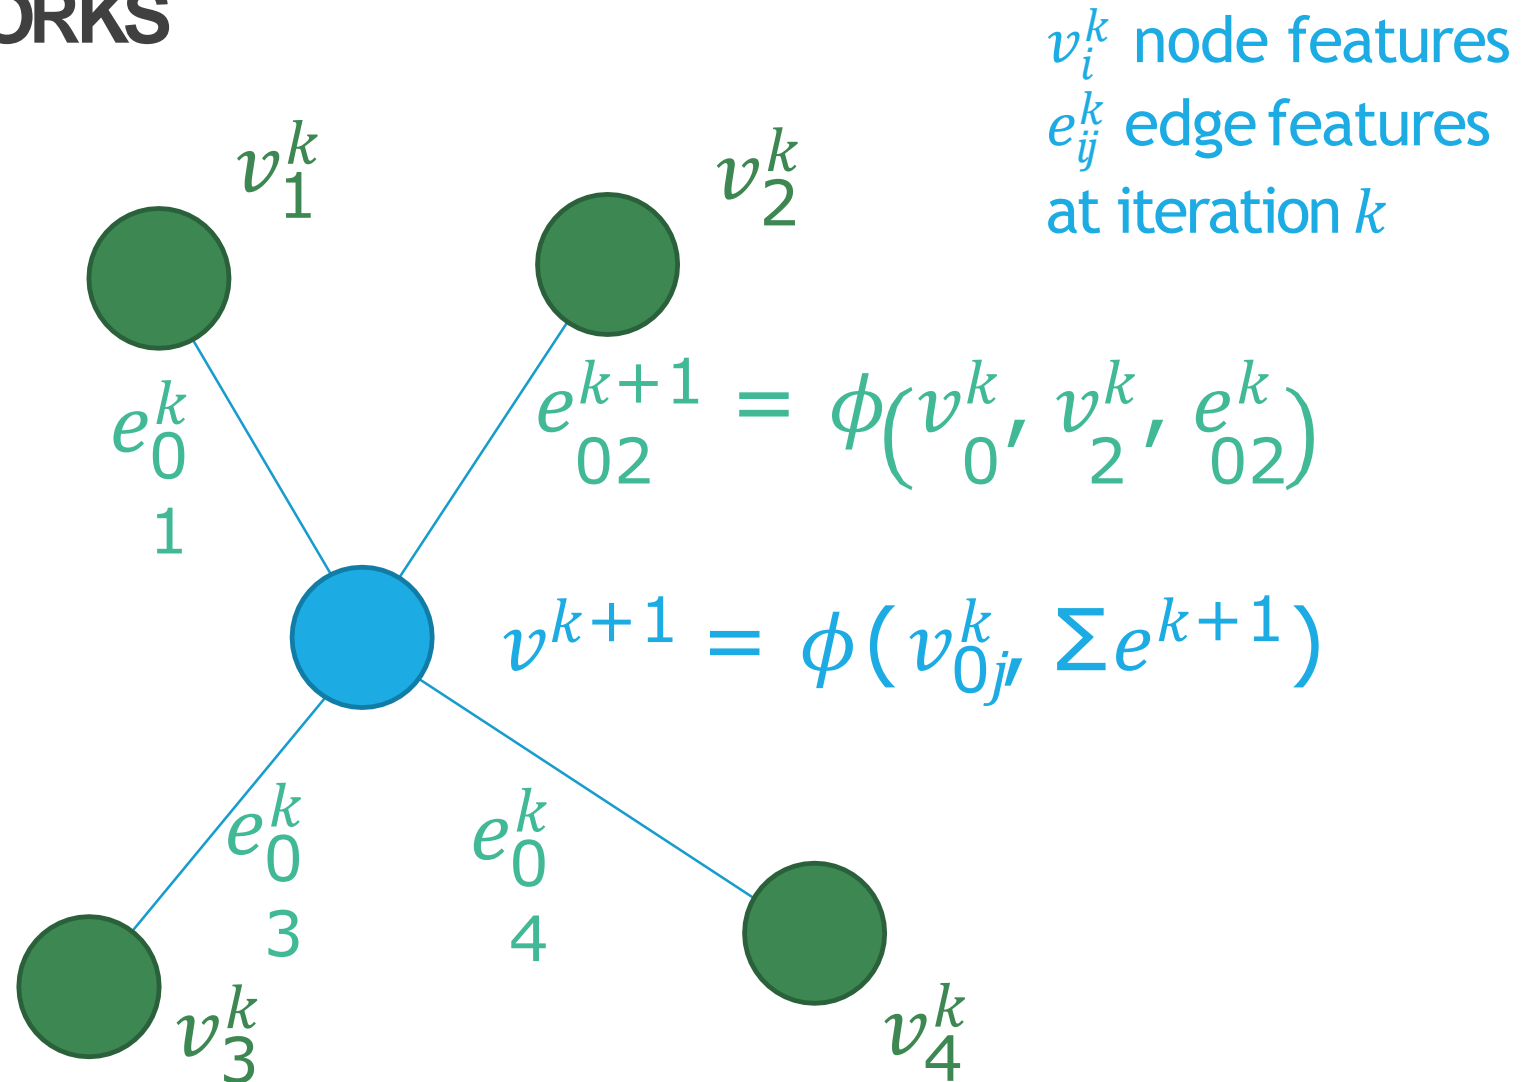 ORKS
v_i^k node features
e_ij^k edge features
at iteration k
v_1^k
v_2^k
e_01^k
e_02^{k+1} = ϕ(v_0^k, v_2^k, e_02^k)
v^{k+1} = ϕ(v_0j^k, Σe^{k+1})
e_03^k
e_04^k
v_3^k
v_4^k